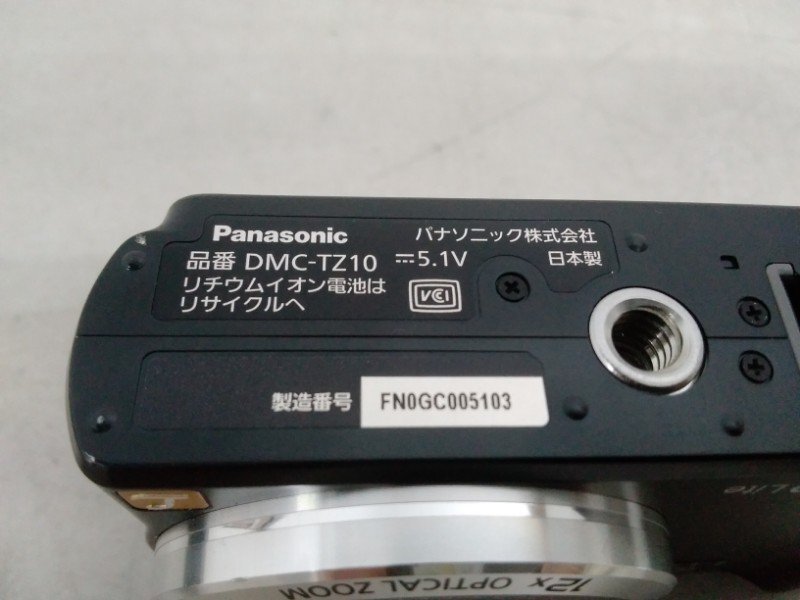 Panasonic パナソニック株式会社
品番 DMC-TZ10 ⎓5.1V 日本製
リチウムイオン電池は
リサイクルへ
VCCI
製造番号 FN0GC005103
12x OPTICAL ZOOM